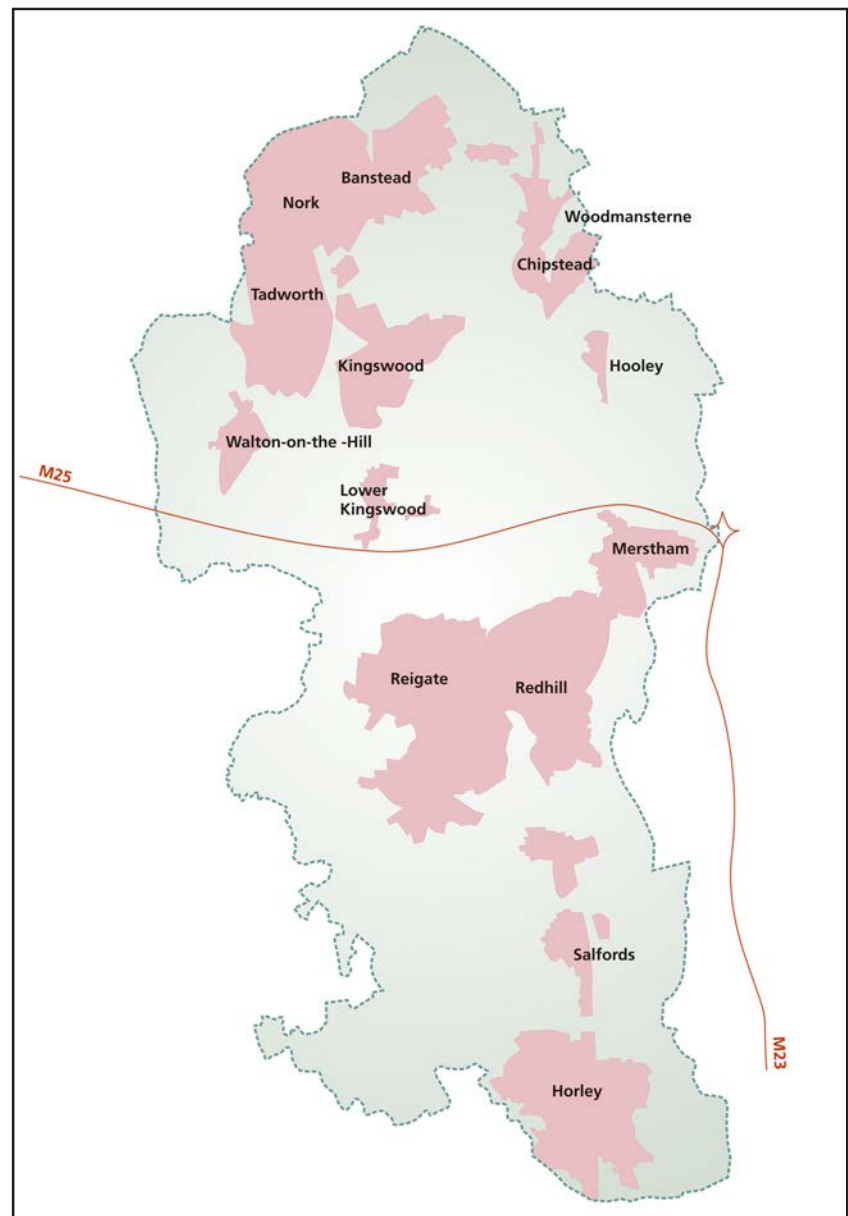 Banstead
Nork
Woodmansterne
Chipstead
Tadworth
Kingswood
Hooley
Walton-on-the -Hill
M25
Lower
Kingswood
Merstham
Reigate
Redhill
Salfords
M23
Horley